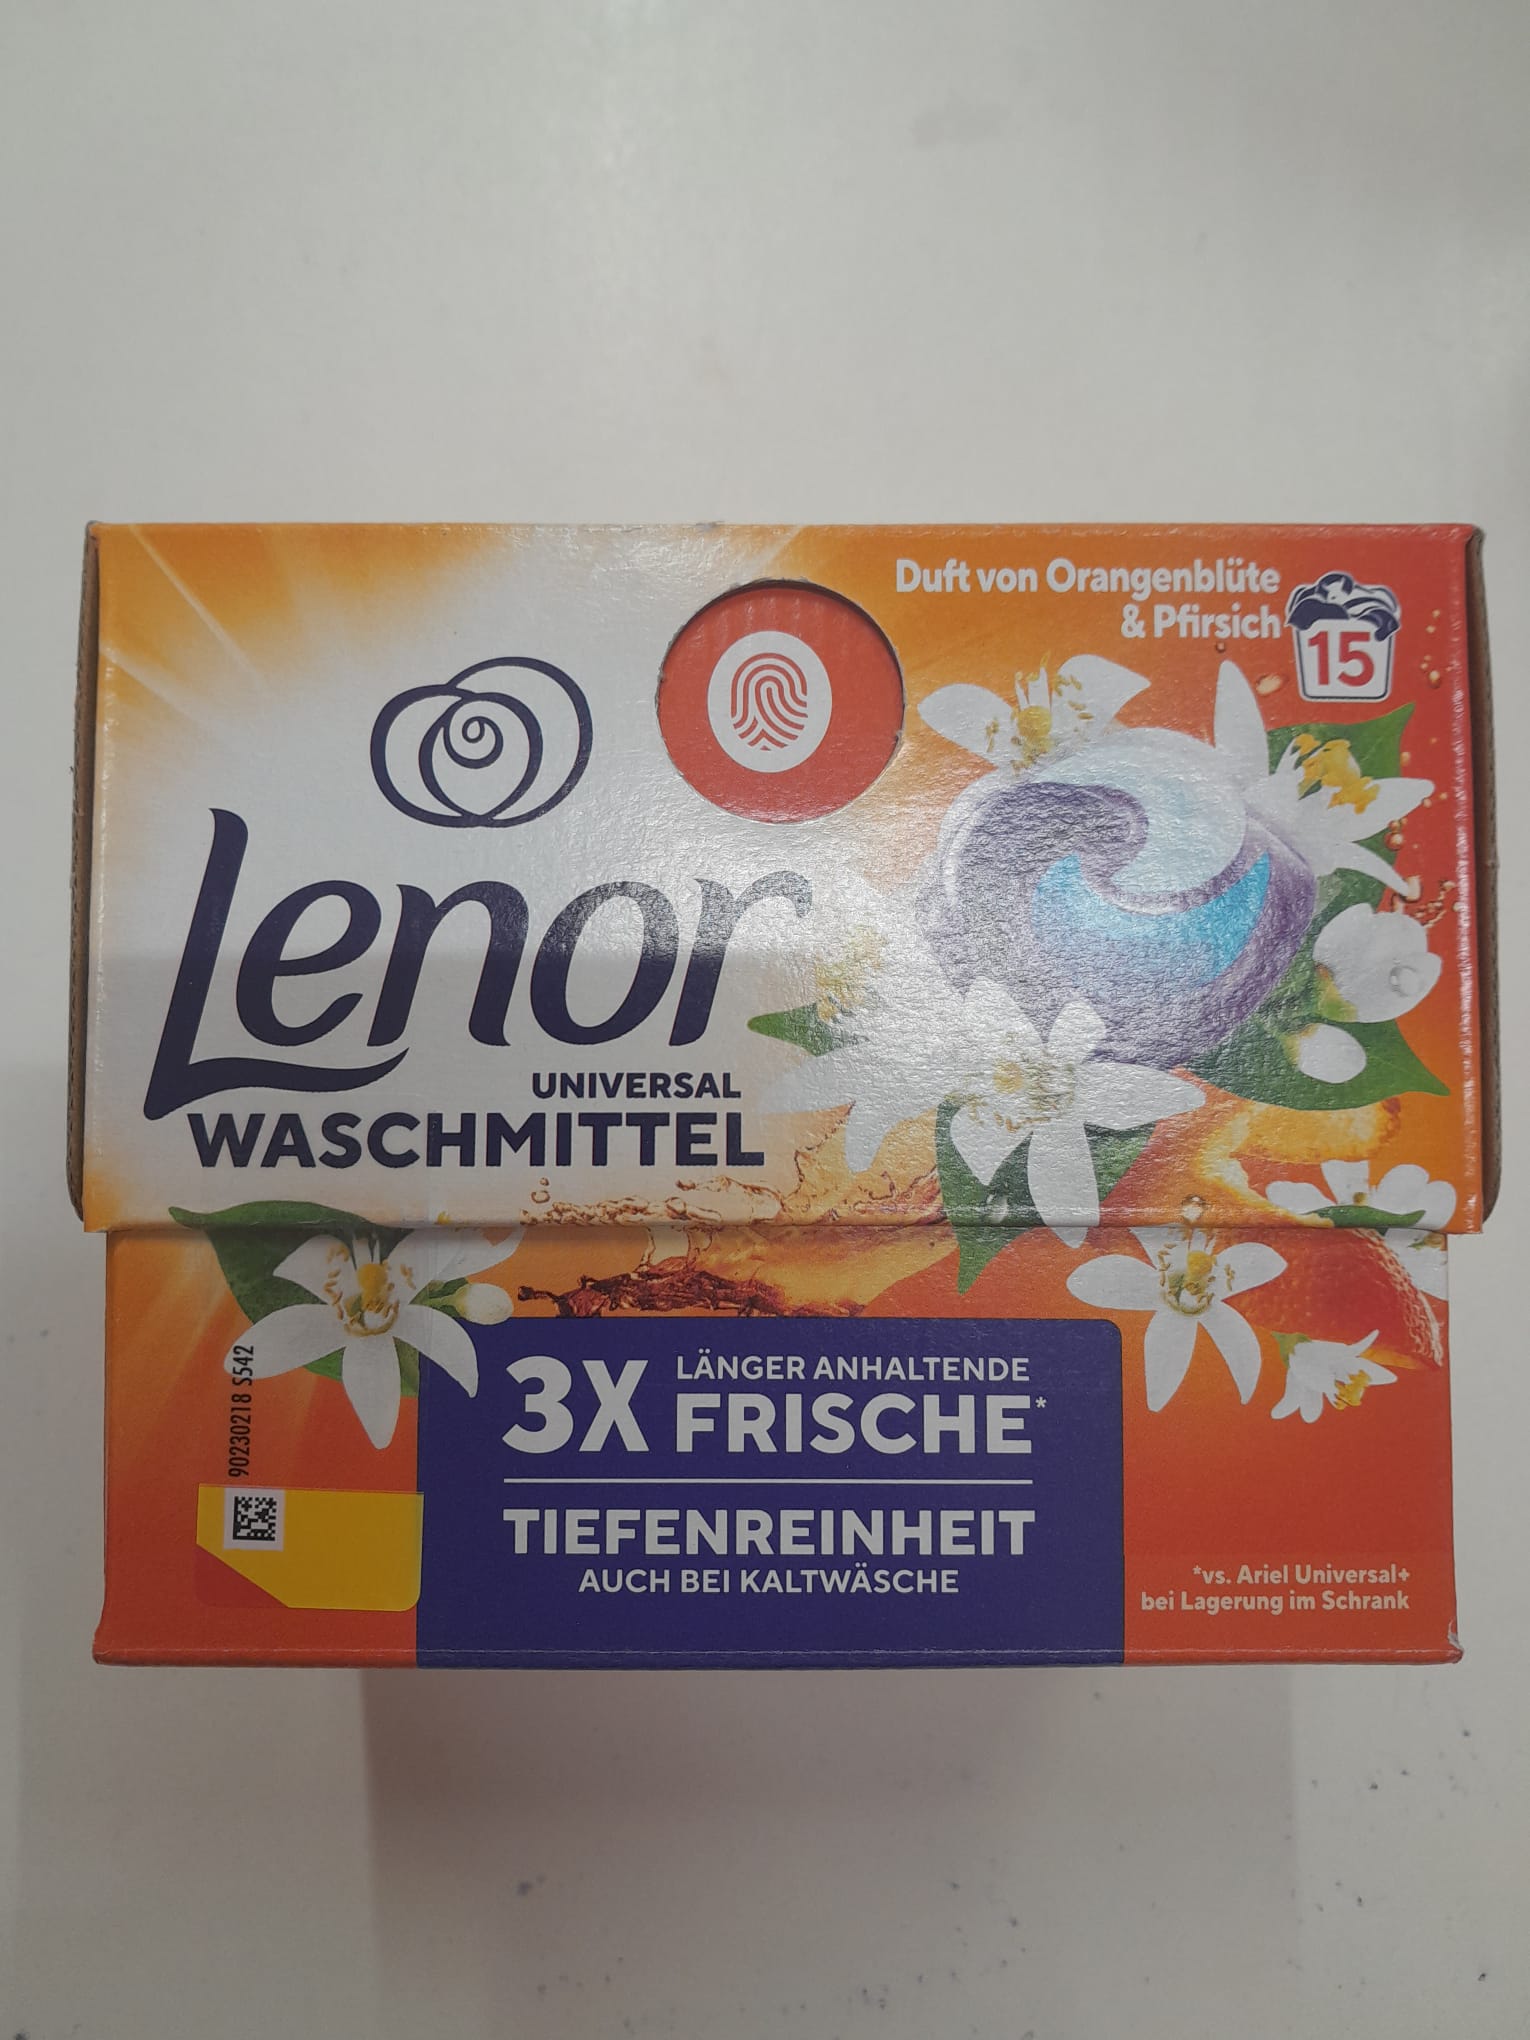 Duft von Orangenblüte
& Pfirsich
15
Lenor
UNIVERSAL
WASCHMITTEL
90230218 S542
3X LÄNGER ANHALTENDE
FRISCHE*
TIEFENREINHEIT
AUCH BEI KALTWÄSCHE
*vs. Ariel Universal+
bei Lagerung im Schrank